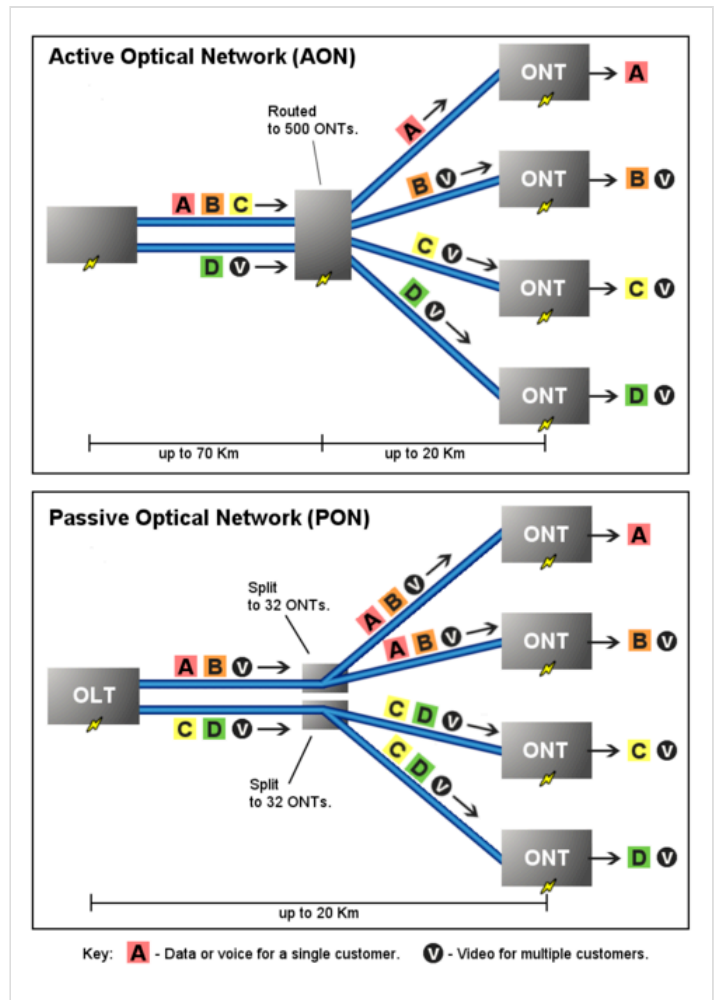 Active Optical Network (AON)
Routed
to 500 ONTs.
A B C
D V
A
B V
C V
D V
ONT
A
ONT
B V
ONT
C V
ONT
D V
up to 70 Km
up to 20 Km
Passive Optical Network (PON)
Split
to 32 ONTs.
OLT
A B V
C D V
A B V
A B V
C D V
C D V
Split
to 32 ONTs.
ONT
A
ONT
B V
ONT
C V
ONT
D V
up to 20 Km
Key: A - Data or voice for a single customer. V - Video for multiple customers.